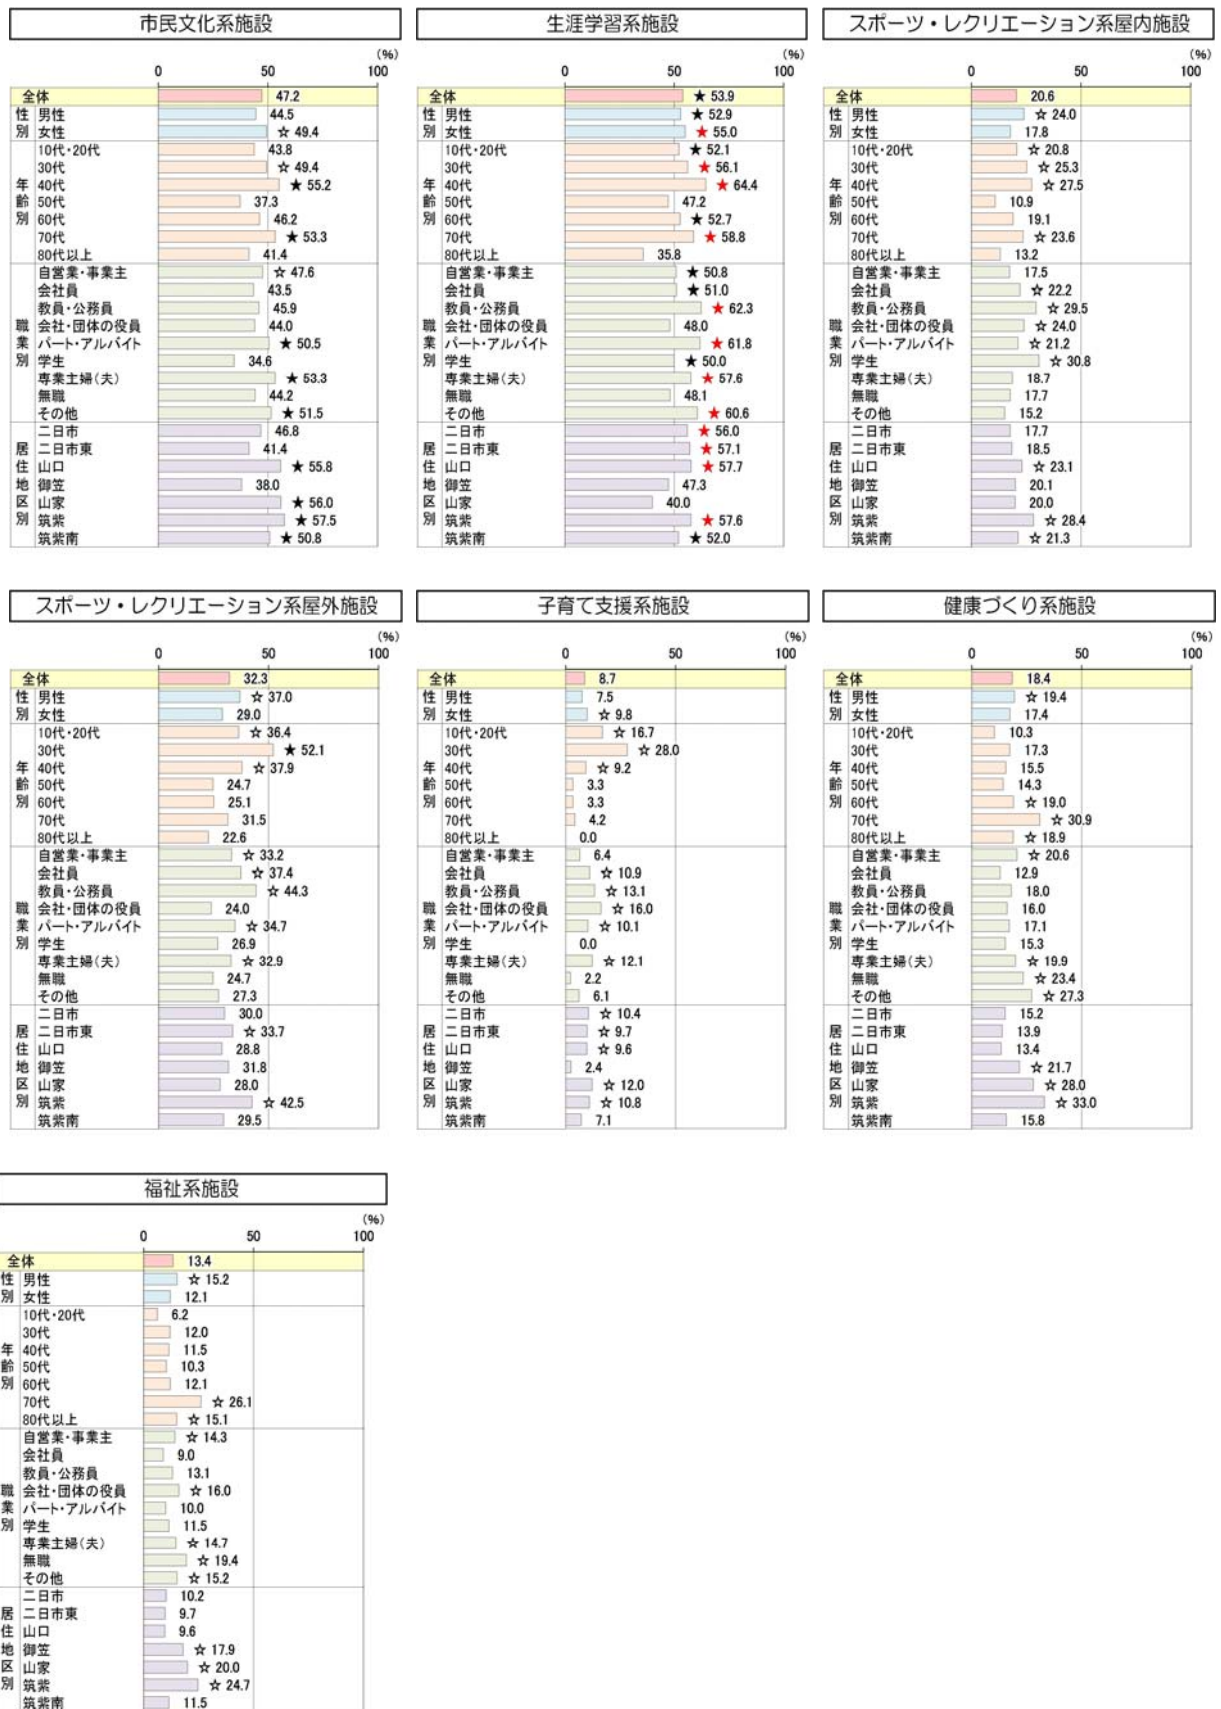 市民文化系施設
(%)
0 50 100
全体 47.2
性別
男性 44.5
女性 ☆ 49.4
年齢別
10代・20代 43.8
30代 ☆ 49.4
40代 ★ 55.2
50代 37.3
60代 46.2
70代 ★ 53.3
80代以上 41.4
職業別
自営業・事業主 ☆ 47.6
会社員 43.5
教員・公務員 45.9
会社・団体の役員 44.0
パート・アルバイト ★ 50.5
学生 34.6
専業主婦(夫) ★ 53.3
無職 44.2
その他 ★ 51.5
居住地区別
二日市 46.8
二日市東 41.4
山口 ★ 55.8
御笠 38.0
山家 ★ 56.0
筑紫 ★ 57.5
筑紫南 ★ 50.8
生涯学習系施設
(%)
0 50 100
全体 ★ 53.9
性別
男性 ★ 52.9
女性 ★ 55.0
年齢別
10代・20代 ★ 52.1
30代 ★ 56.1
40代 ★ 64.4
50代 47.2
60代 ★ 52.7
70代 ★ 58.8
80代以上 35.8
職業別
自営業・事業主 ★ 50.8
会社員 ★ 51.0
教員・公務員 ★ 62.3
会社・団体の役員 48.0
パート・アルバイト ★ 61.8
学生 ★ 50.0
専業主婦(夫) ★ 57.6
無職 48.1
その他 ★ 60.6
居住地区別
二日市 ★ 56.0
二日市東 ★ 57.1
山口 ★ 57.7
御笠 47.3
山家 40.0
筑紫 ★ 57.6
筑紫南 ★ 52.0
スポーツ・レクリエーション系屋内施設
(%)
0 50 100
全体 20.6
性別
男性 ☆ 24.0
女性 17.8
年齢別
10代・20代 ☆ 20.8
30代 ☆ 25.3
40代 ☆ 27.5
50代 10.9
60代 19.1
70代 ☆ 23.6
80代以上 13.2
職業別
自営業・事業主 17.5
会社員 ☆ 22.2
教員・公務員 ☆ 29.5
会社・団体の役員 ☆ 24.0
パート・アルバイト ☆ 21.2
学生 ☆ 30.8
専業主婦(夫) 18.7
無職 17.7
その他 15.2
居住地区別
二日市 17.7
二日市東 18.5
山口 ☆ 23.1
御笠 20.1
山家 20.0
筑紫 ☆ 28.4
筑紫南 ☆ 21.3
スポーツ・レクリエーション系屋外施設
(%)
0 50 100
全体 32.3
性別
男性 ☆ 37.0
女性 29.0
年齢別
10代・20代 ☆ 36.4
30代 ★ 52.1
40代 ☆ 37.9
50代 24.7
60代 25.1
70代 31.5
80代以上 22.6
職業別
自営業・事業主 ☆ 33.2
会社員 ☆ 37.4
教員・公務員 ☆ 44.3
会社・団体の役員 24.0
パート・アルバイト ☆ 34.7
学生 26.9
専業主婦(夫) ☆ 32.9
無職 24.7
その他 27.3
居住地区別
二日市 30.0
二日市東 ☆ 33.7
山口 28.8
御笠 31.8
山家 28.0
筑紫 ☆ 42.5
筑紫南 29.5
子育て支援系施設
(%)
0 50 100
全体 8.7
性別
男性 7.5
女性 ☆ 9.8
年齢別
10代・20代 ☆ 16.7
30代 ☆ 28.0
40代 ☆ 9.2
50代 3.3
60代 3.3
70代 4.2
80代以上 0.0
職業別
自営業・事業主 6.4
会社員 ☆ 10.9
教員・公務員 ☆ 13.1
会社・団体の役員 ☆ 16.0
パート・アルバイト ☆ 10.1
学生 0.0
専業主婦(夫) ☆ 12.1
無職 2.2
その他 6.1
居住地区別
二日市 ☆ 10.4
二日市東 ☆ 9.7
山口 ☆ 9.6
御笠 2.4
山家 ☆ 12.0
筑紫 ☆ 10.8
筑紫南 7.1
健康づくり系施設
(%)
0 50 100
全体 18.4
性別
男性 ☆ 19.4
女性 17.4
年齢別
10代・20代 10.3
30代 17.3
40代 15.5
50代 14.3
60代 ☆ 19.0
70代 ☆ 30.9
80代以上 ☆ 18.9
職業別
自営業・事業主 ☆ 20.6
会社員 12.9
教員・公務員 18.0
会社・団体の役員 16.0
パート・アルバイト 17.1
学生 15.3
専業主婦(夫) ☆ 19.9
無職 ☆ 23.4
その他 ☆ 27.3
居住地区別
二日市 15.2
二日市東 13.9
山口 13.4
御笠 ☆ 21.7
山家 ☆ 28.0
筑紫 ☆ 33.0
筑紫南 15.8
福祉系施設
(%)
0 50 100
全体 13.4
性別
男性 ☆ 15.2
女性 12.1
年齢別
10代・20代 6.2
30代 12.0
40代 11.5
50代 10.3
60代 12.1
70代 ☆ 26.1
80代以上 ☆ 15.1
職業別
自営業・事業主 ☆ 14.3
会社員 9.0
教員・公務員 13.1
会社・団体の役員 ☆ 16.0
パート・アルバイト 10.0
学生 11.5
専業主婦(夫) ☆ 14.7
無職 ☆ 19.4
その他 ☆ 15.2
居住地区別
二日市 10.2
二日市東 9.7
山口 9.6
御笠 ☆ 17.9
山家 ☆ 20.0
筑紫 ☆ 24.7
筑紫南 11.5